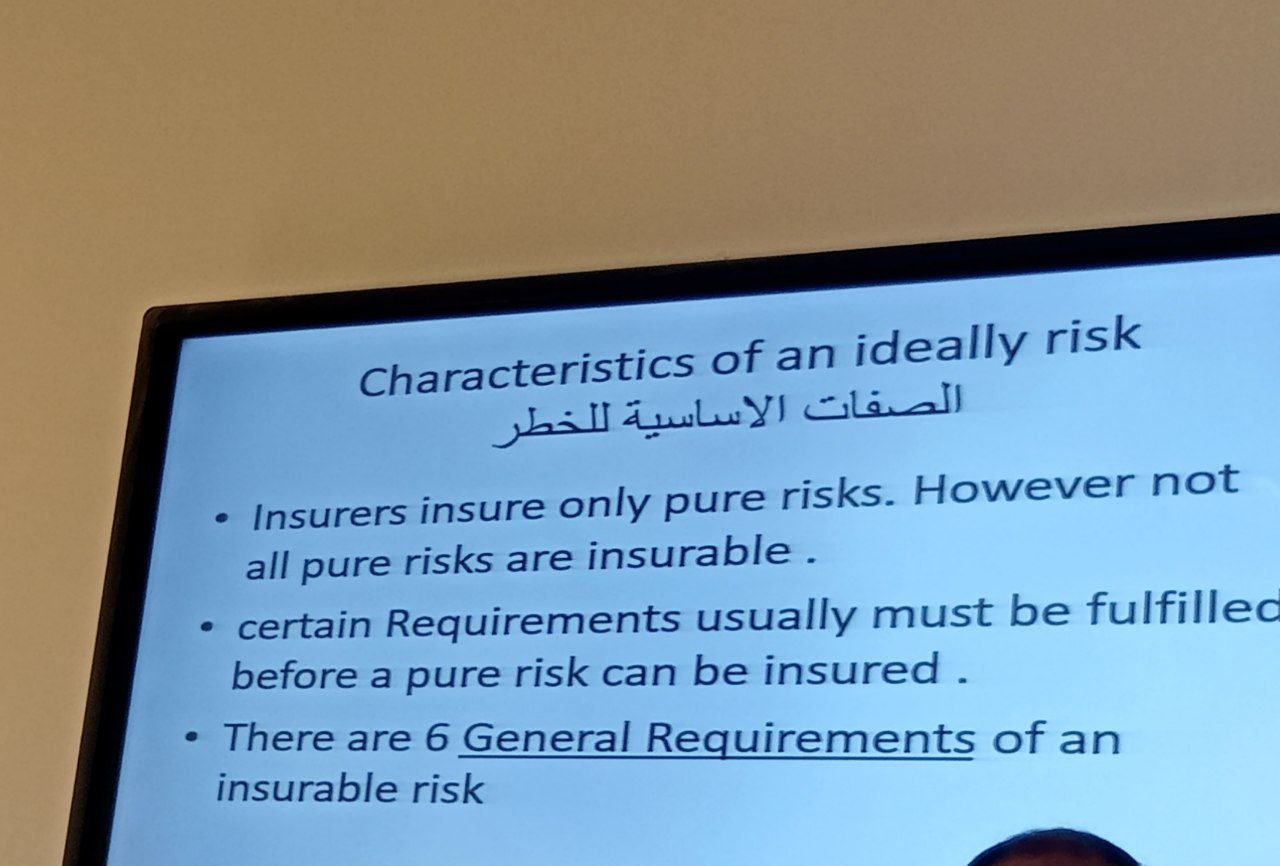 Characteristics of an ideally risk
الصفات الاساسية للخطر
• Insurers insure only pure risks. However not
all pure risks are insurable .
• certain Requirements usually must be fulfilled
before a pure risk can be insured .
• There are 6 General Requirements of an
insurable risk